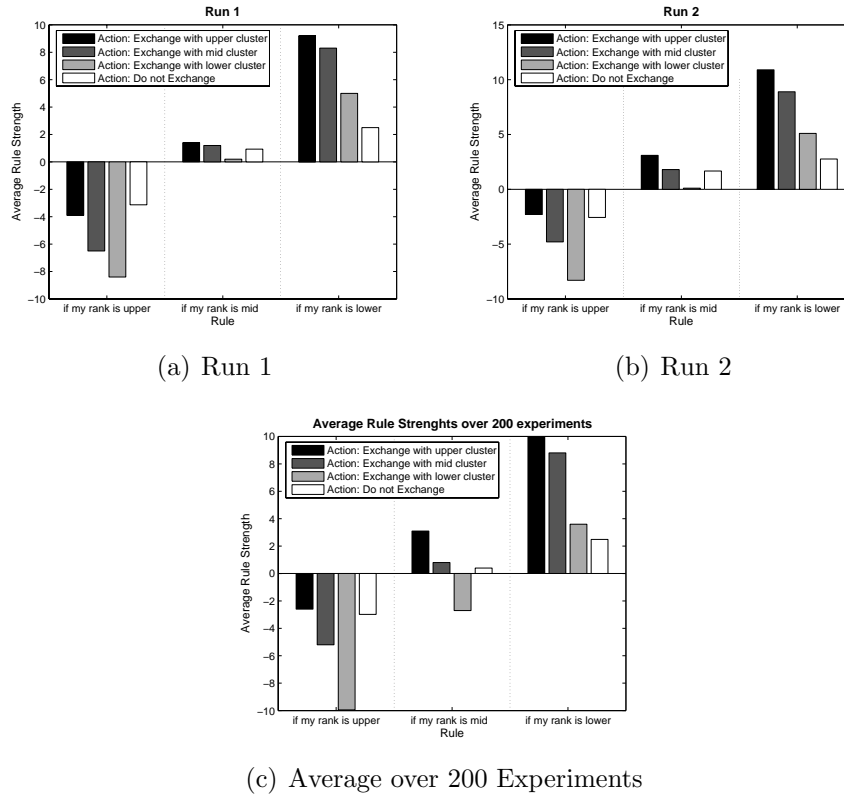 Run 1
Action: Exchange with upper cluster
Action: Exchange with mid cluster
Action: Exchange with lower cluster
Action: Do not Exchange
Average Rule Strength
10
8
6
4
2
0
−2
−4
−6
−8
−10
if my rank is upper if my rank is mid if my rank is lower
Rule
(a) Run 1
Run 2
Action: Exchange with upper cluster
Action: Exchange with mid cluster
Action: Exchange with lower cluster
Action: Do not Exchange
Average Rule Strength
15
10
5
0
−5
−10
if my rank is upper if my rank is mid if my rank is lower
Rule
(b) Run 2
Average Rule Strenghts over 200 experiments
Action: Exchange with upper cluster
Action: Exchange with mid cluster
Action: Exchange with lower cluster
Action: Do not Exchange
Average Rule Strength
10
8
6
4
2
0
−2
−4
−6
−8
−10
if my rank is upper if my rank is mid if my rank is lower
Rule
(c) Average over 200 Experiments